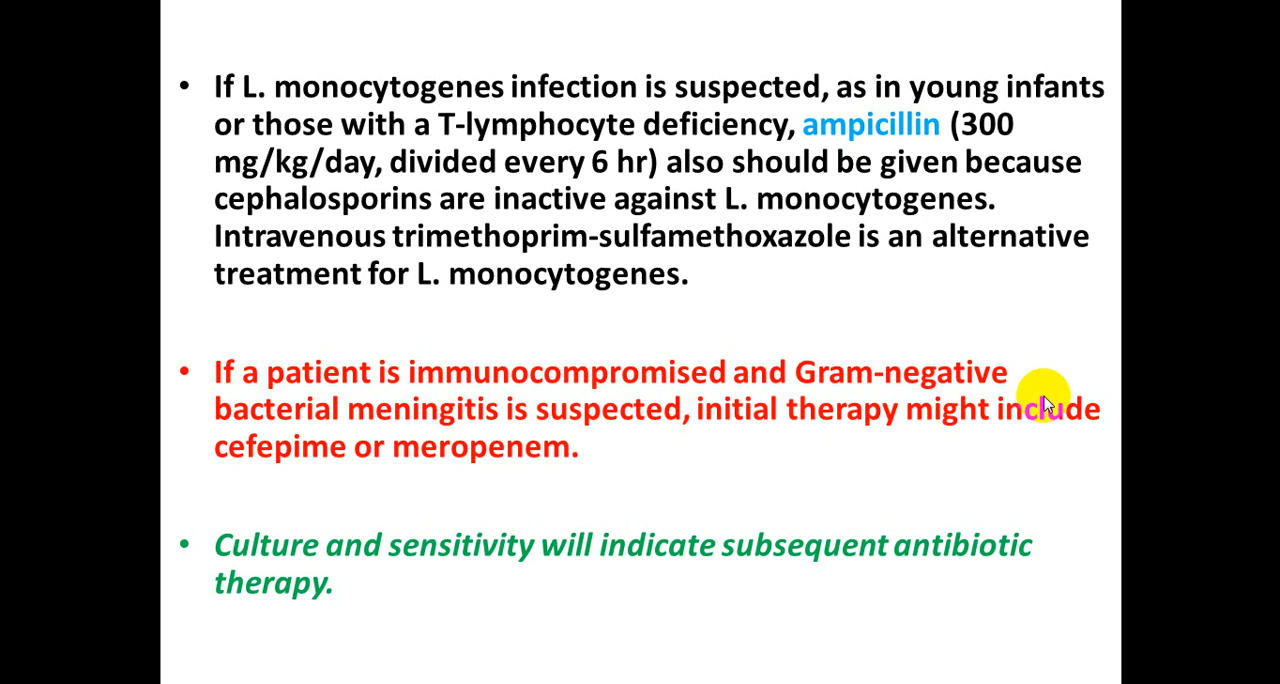 • If L. monocytogenes infection is suspected, as in young infants
or those with a T-lymphocyte deficiency, ampicillin (300
mg/kg/day, divided every 6 hr) also should be given because
cephalosporins are inactive against L. monocytogenes.
Intravenous trimethoprim-sulfamethoxazole is an alternative
treatment for L. monocytogenes.
• If a patient is immunocompromised and Gram-negative
bacterial meningitis is suspected, initial therapy might include
cefepime or meropenem.
• Culture and sensitivity will indicate subsequent antibiotic
therapy.